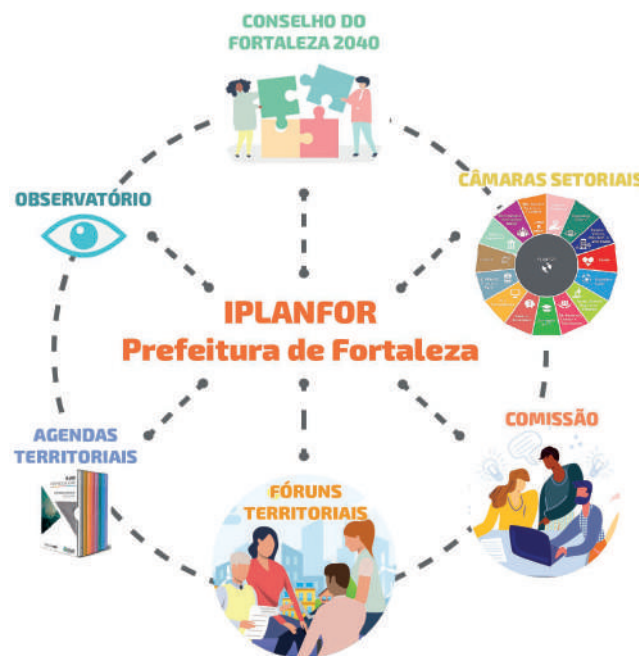 CONSELHO DO
FORTALEZA 2040
OBSERVATÓRIO
CÂMARAS SETORIAIS
IPLANFOR
Prefeitura de Fortaleza
AGENDAS
TERRITORIAIS
COMISSÃO
FÓRUNS
TERRITORIAIS